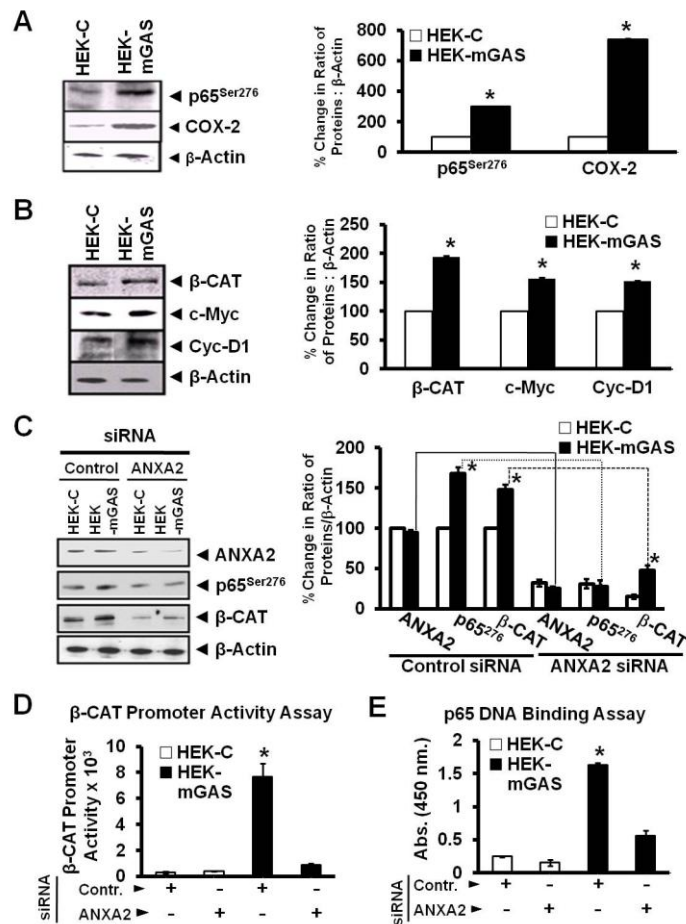 A
HEK-C
HEK-
mGAS
p65Ser276
COX-2
β-Actin
% Change in Ratio of
Proteins : β-Actin
800
600
400
200
0
HEK-C
HEK-mGAS
*
*
p65Ser276
COX-2
B
HEK-C
HEK-
mGAS
β-CAT
c-Myc
Cyc-D1
β-Actin
% Change in Ratio
of Proteins : β-Actin
250
200
150
100
50
0
HEK-C
HEK-mGAS
*
*
*
β-CAT
c-Myc
Cyc-D1
C
siRNA
Control
ANXA2
HEK-C
HEK
-mGAS
HEK-C
HEK
-mGAS
ANXA2
p65Ser276
β-CAT
β-Actin
% Change in Ratio of
Proteins/β-Actin
200
150
100
50
0
HEK-C
HEK-mGAS
*
*
*
ANXA2
p65276
β-CAT
ANXA2
p65276
β-CAT
Control siRNA
ANXA2 siRNA
D
β-CAT Promoter Activity Assay
β-CAT Promoter
Activity x 103
10
8
6
4
2
0
HEK-C
HEK-
mGAS
*
siRNA
Contr. ► + - + -
ANXA2 ► - + - +
E
p65 DNA Binding Assay
Abs. (450 nm.)
2
1.5
1
0.5
0
HEK-C
HEK-
mGAS
*
siRNA
Contr. ► + - + -
ANXA2 ► - + - +